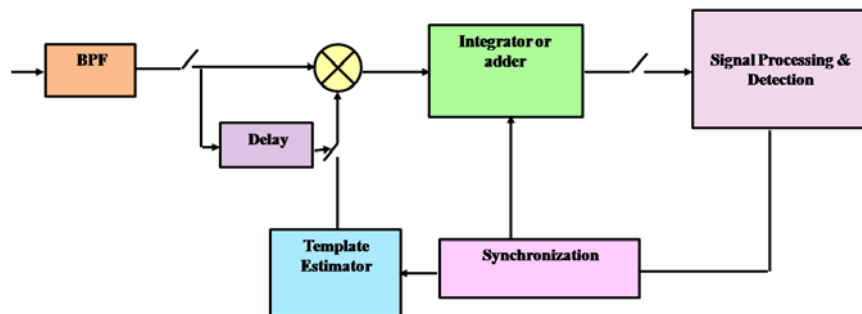 BPF
Integrator or
adder
Signal Processing &
Detection
Delay
Template
Estimator
Synchronization